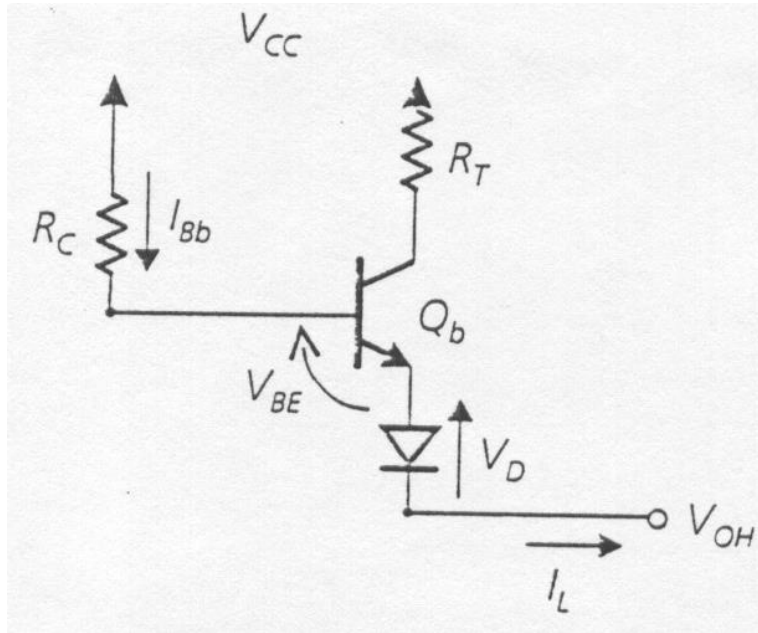 V_CC
R_T
R_C
I_Bb
Q_b
V_BE
V_D
V_OH
I_L